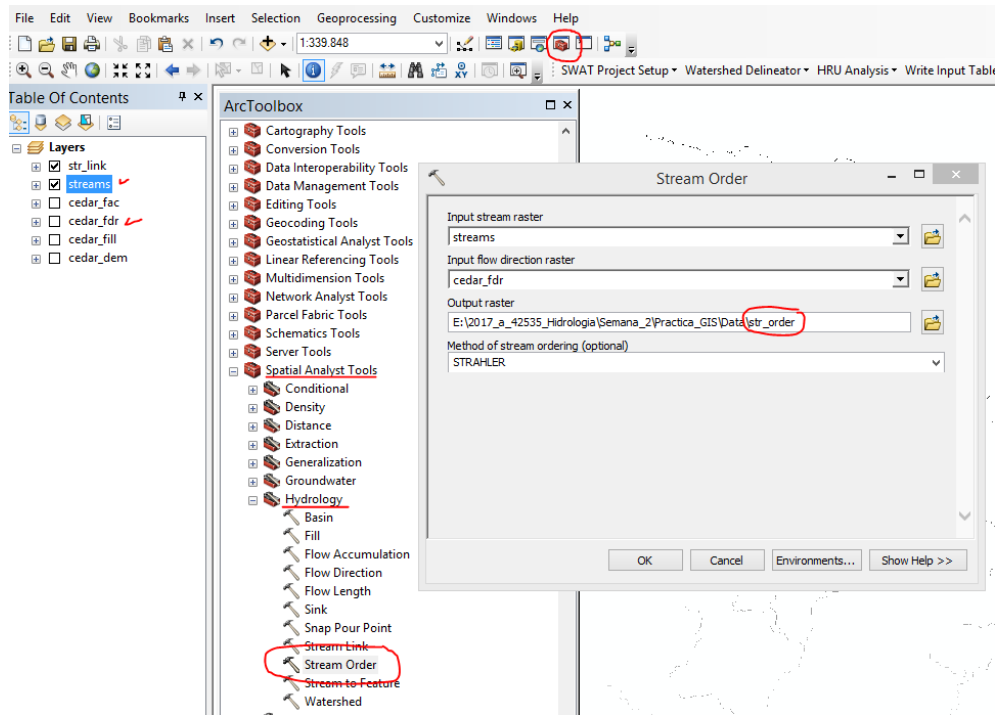 File Edit View Bookmarks Insert Selection Geoprocessing Customize Windows Help
1:339.848
SWAT Project Setup Watershed Delineator HRU Analysis Write Input Table
Table Of Contents
Layers
str_link
streams
cedar_fac
cedar_fdr
cedar_fill
cedar_dem
ArcToolbox
Cartography Tools
Conversion Tools
Data Interoperability Tools
Data Management Tools
Editing Tools
Geocoding Tools
Geostatistical Analyst Tools
Linear Referencing Tools
Multidimension Tools
Network Analyst Tools
Parcel Fabric Tools
Schematics Tools
Server Tools
Spatial Analyst Tools
Conditional
Density
Distance
Extraction
Generalization
Groundwater
Hydrology
Basin
Fill
Flow Accumulation
Flow Direction
Flow Length
Sink
Snap Pour Point
Stream Link
Stream Order
Stream to Feature
Watershed
Stream Order
Input stream raster
streams
Input flow direction raster
cedar_fdr
Output raster
E:\2017_a_42535_Hidrologia\Semana_2\Practica_GIS\Data\str_order
Method of stream ordering (optional)
STRAHLER
OK Cancel Environments... Show Help >>